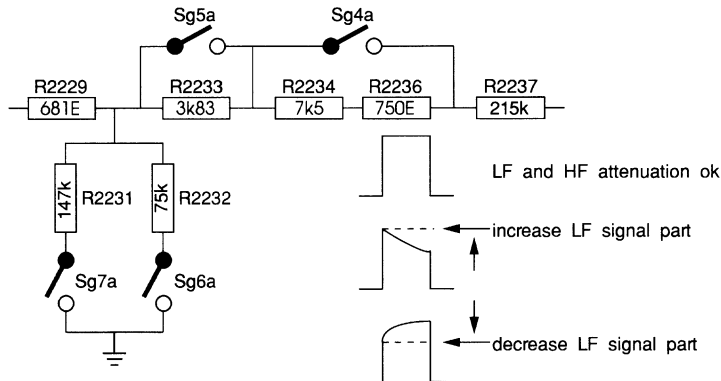 Sg5a Sg4a
R2229 R2233 R2234 R2236 R2237
681E 3k83 7k5 750E 215k
LF and HF attenuation ok
147k R2231 75k R2232
increase LF signal part
Sg7a Sg6a
decrease LF signal part